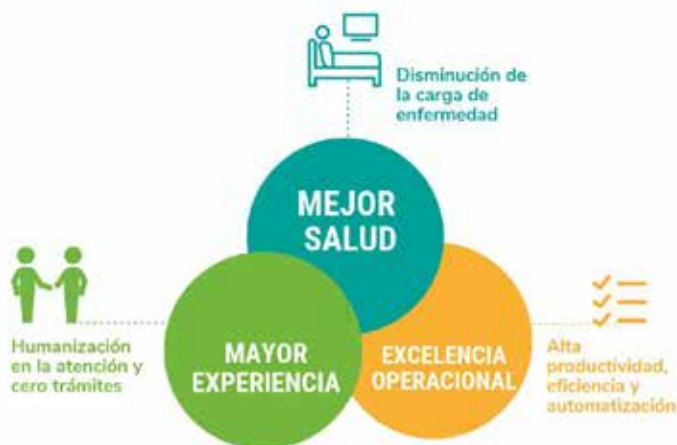 Disminución de
la carga de
enfermedad
MEJOR
SALUD
Humanización
en la atención y
cero trámites
MAYOR
EXPERIENCIA
EXCELENCIA
OPERACIONAL
Alta
productividad,
eficiencia y
automatización